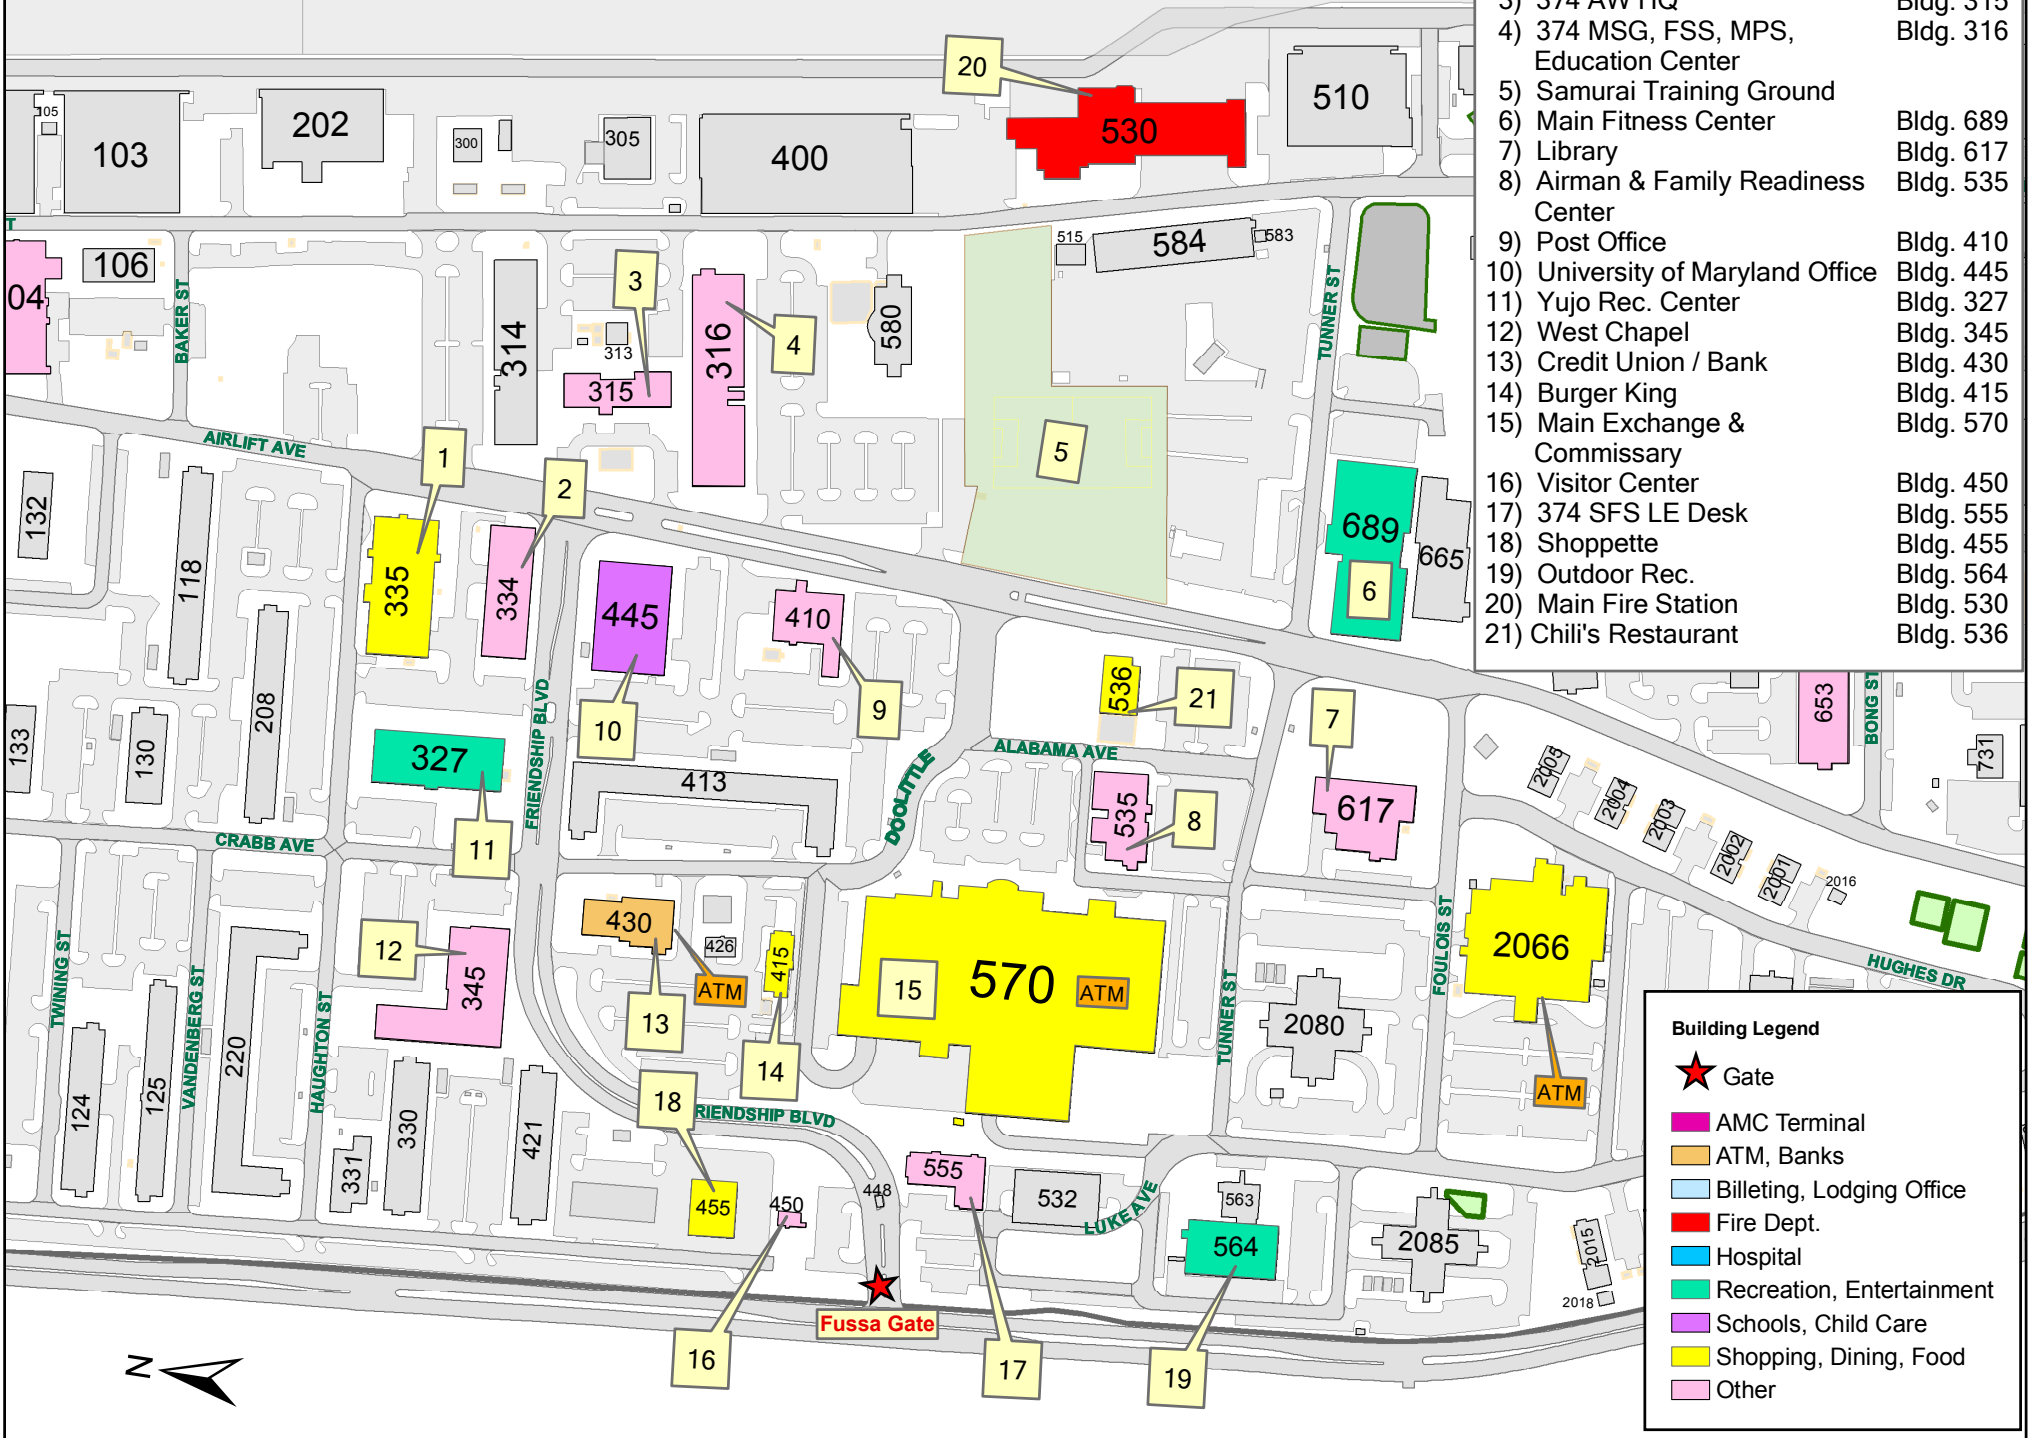 3) 374 AW HQ Bldg. 315
4) 374 MSG, FSS, MPS, Bldg. 316
Education Center
5) Samurai Training Ground
6) Main Fitness Center Bldg. 689
7) Library Bldg. 617
8) Airman & Family Readiness Bldg. 535
Center
9) Post Office Bldg. 410
10) University of Maryland Office Bldg. 445
11) Yujo Rec. Center Bldg. 327
12) West Chapel Bldg. 345
13) Credit Union / Bank Bldg. 430
14) Burger King Bldg. 415
15) Main Exchange & Bldg. 570
Commissary
16) Visitor Center Bldg. 450
17) 374 SFS LE Desk Bldg. 555
18) Shoppette Bldg. 455
19) Outdoor Rec. Bldg. 564
20) Main Fire Station Bldg. 530
21) Chili's Restaurant Bldg. 536
20
105
103
202
300
305
400
530
510
T
04
106
BAKER ST
314
3
313
315
316
4
580
515
584
583
TUNNER ST
5
AIRLIFT AVE
1
2
132
118
335
334
445
410
689
665
6
208
133
130
327
FRIENDSHIP BLVD
10
9
413
DOOLITTLE
536
21
ALABAMA AVE
7
535
8
617
653
BONG ST
731
2005
2004
2003
2002
2001
2016
CRABB AVE
11
12
345
430
426
415
ATM
13
14
15
570
ATM
2066
ATM
FOULOIS ST
HUGHES DR
TWINING ST
VANDENBERG ST
HAUGHTON ST
220
124
125
330
331
421
18
RIENDSHIP BLVD
TUNNER ST
2080
455
450
448
555
532
LUKE AVE
563
564
2085
2015
2018
Fussa Gate
16
17
19
N
Building Legend
Gate
AMC Terminal
ATM, Banks
Billeting, Lodging Office
Fire Dept.
Hospital
Recreation, Entertainment
Schools, Child Care
Shopping, Dining, Food
Other